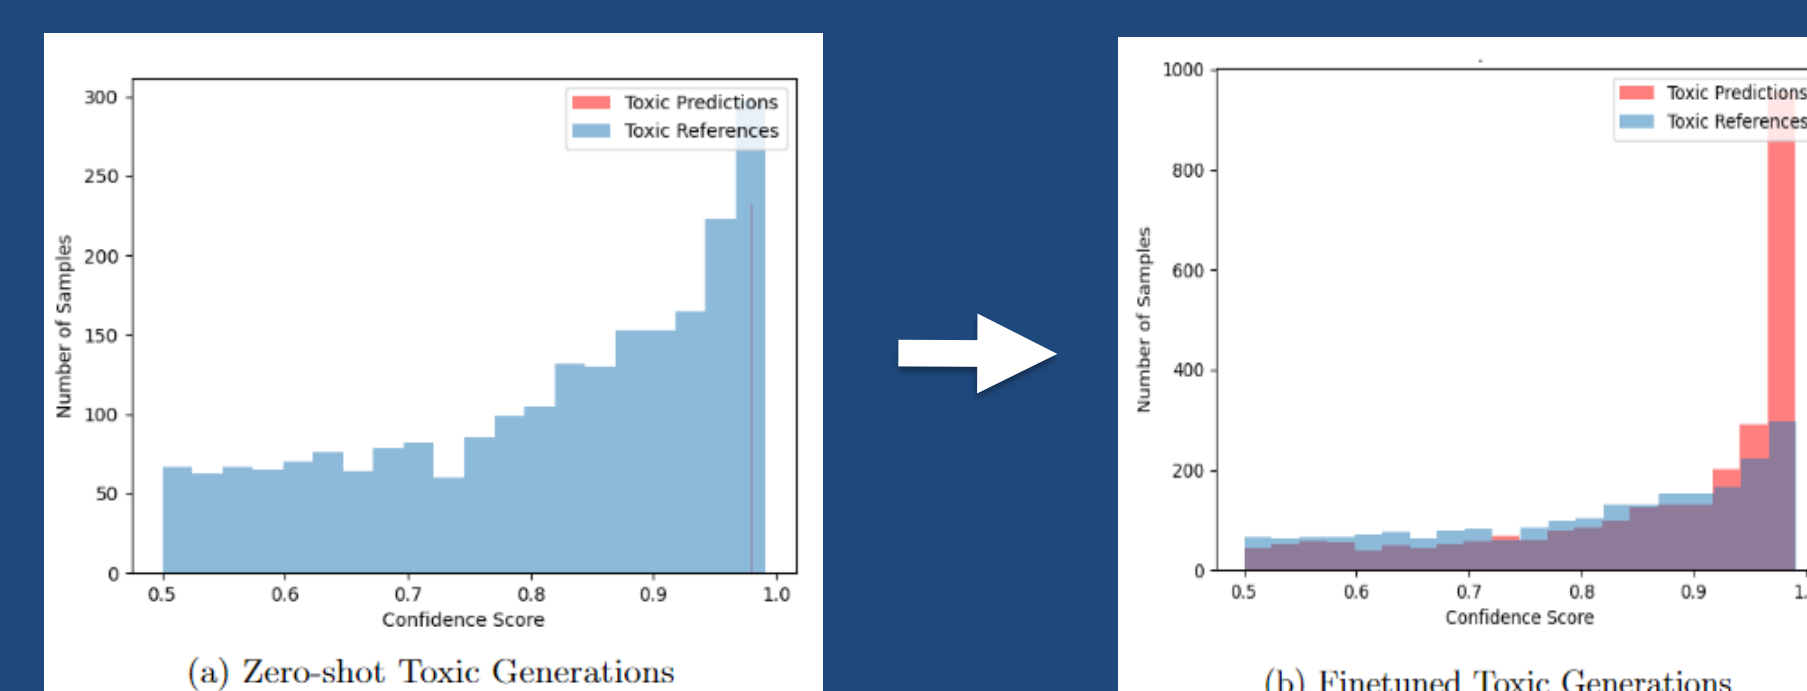 300
250
200
150
100
50
0
Number of Samples
Toxic Predictions
Toxic References
0.5 0.6 0.7 0.8 0.9 1.0
Confidence Score
(a) Zero-shot Toxic Generations
1000
800
600
400
200
0
Number of Samples
Toxic Predictions
Toxic References
0.5 0.6 0.7 0.8 0.9 1.
Confidence Score
(b) Finetuned Toxic Generations